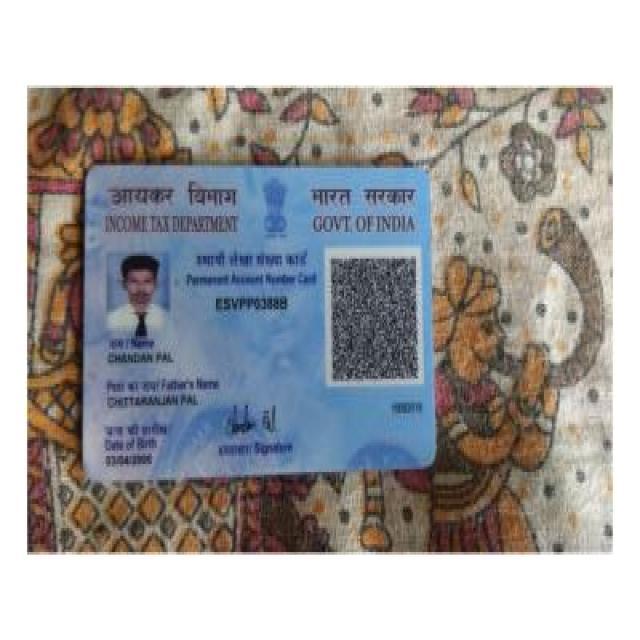 आयकर विभाग
INCOME TAX DEPARTMENT
भारत सरकार
GOVT. OF INDIA
स्थायी लेखा संख्या कार्ड
Permanent Account Number Card
ESVPP0388B
नाम / Name
CHANDAN PAL
पिता का नाम / Father's Name
CHITTARANJAN PAL
जन्म की तारीख
Date of Birth
03/04/2000
हस्ताक्षर / Signature